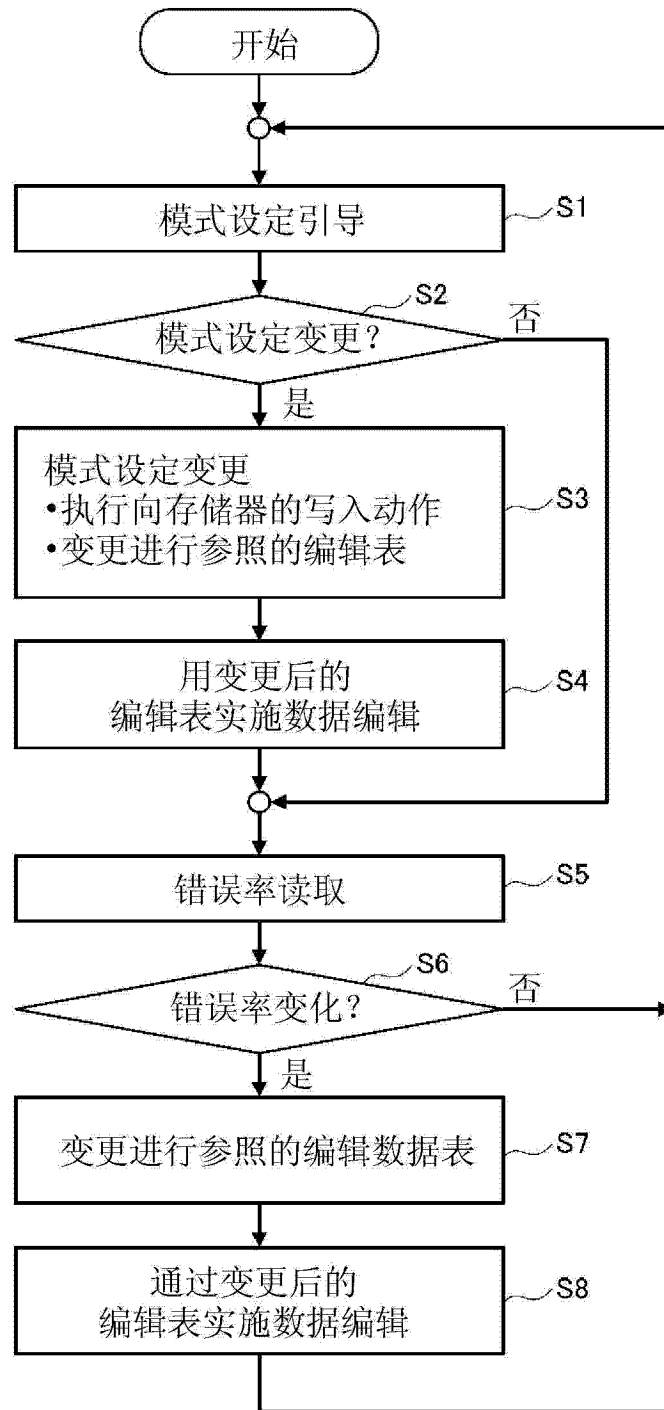 开始
模式设定引导
S1
S2
模式设定变更?
否
是
模式设定变更
•执行向存储器的写入动作
•变更进行参照的编辑表
S3
用变更后的
编辑表实施数据编辑
S4
错误率读取
S5
S6
错误率变化?
否
是
变更进行参照的编辑数据表
S7
通过变更后的
编辑表实施数据编辑
S8